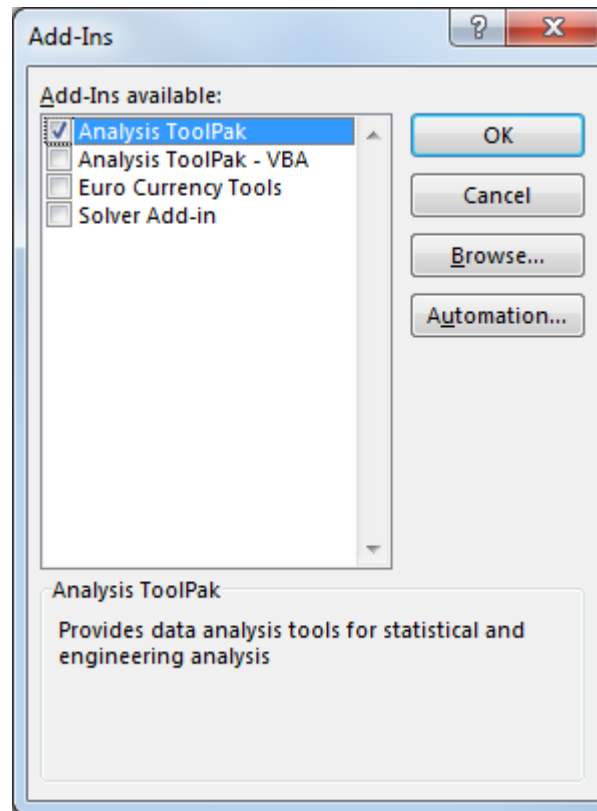 Add-Ins
?
X
Add-Ins available:
Analysis ToolPak
Analysis ToolPak - VBA
Euro Currency Tools
Solver Add-in
OK
Cancel
Browse...
Automation...
Analysis ToolPak
Provides data analysis tools for statistical and
engineering analysis